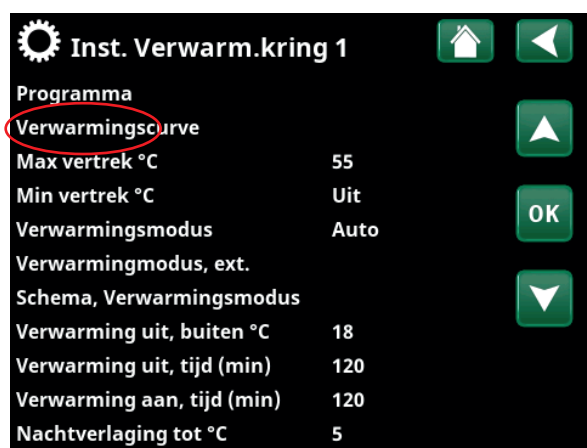 Inst. Verwarm.kring 1
Programma
Verwarmingscurve
Max vertrek °C 55
Min vertrek °C Uit
Verwarmingsmodus Auto
Verwarmingmodus, ext.
Schema, Verwarmingsmodus
Verwarming uit, buiten °C 18
Verwarming uit, tijd (min) 120
Verwarming aan, tijd (min) 120
Nachtverlaging tot °C 5
OK